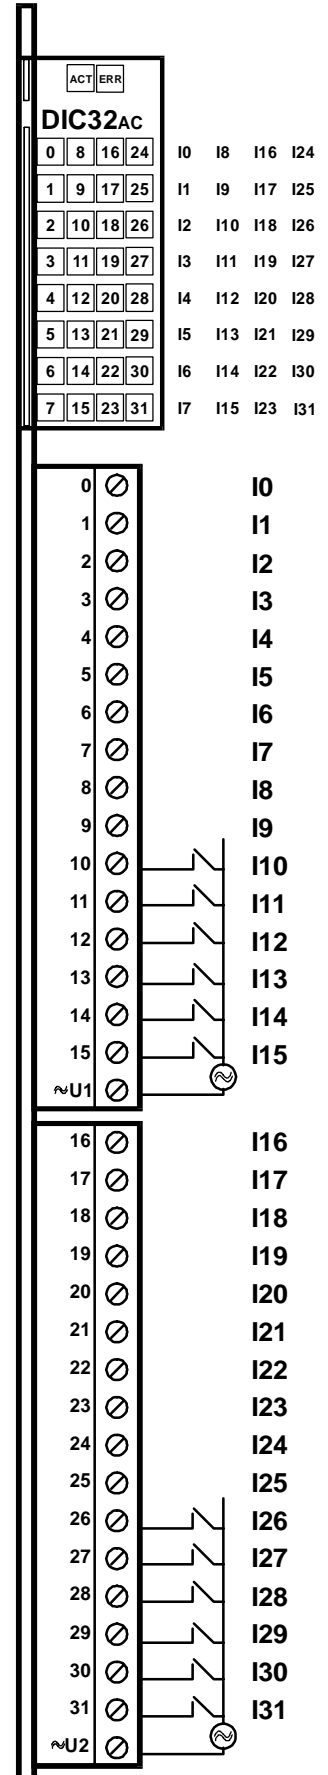 ACT ERR
DIC32AC
0 8 16 24 I0 I8 I16 I24
1 9 17 25 I1 I9 I17 I25
2 10 18 26 I2 I10 I18 I26
3 11 19 27 I3 I11 I19 I27
4 12 20 28 I4 I12 I20 I28
5 13 21 29 I5 I13 I21 I29
6 14 22 30 I6 I14 I22 I30
7 15 23 31 I7 I15 I23 I31
0 I0
1 I1
2 I2
3 I3
4 I4
5 I5
6 I6
7 I7
8 I8
9 I9
10 I10
11 I11
12 I12
13 I13
14 I14
15 I15
≈U1
16 I16
17 I17
18 I18
19 I19
20 I20
21 I21
22 I22
23 I23
24 I24
25 I25
26 I26
27 I27
28 I28
29 I29
30 I30
31 I31
≈U2